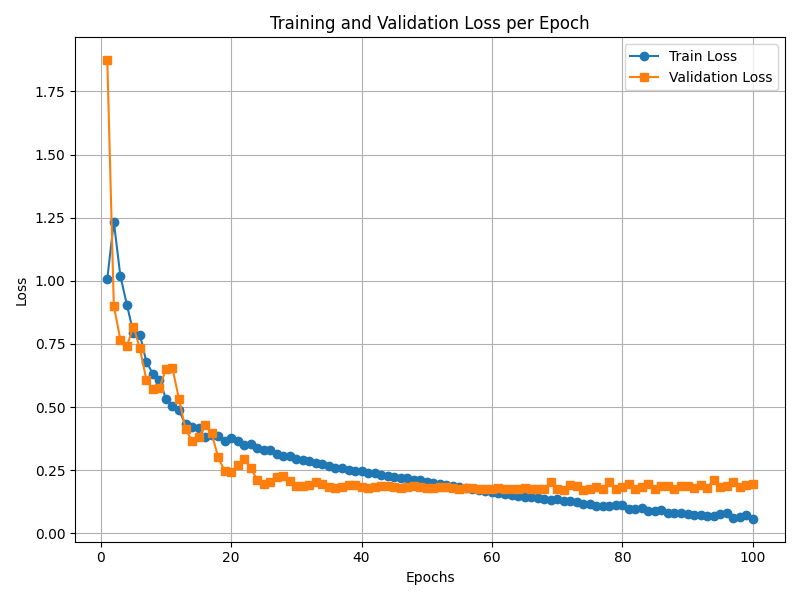 Training and Validation Loss per Epoch
Train Loss
Validation Loss
1.75
1.50
1.25
1.00
0.75
0.50
0.25
0.00
Loss
0 20 40 60 80 100
Epochs